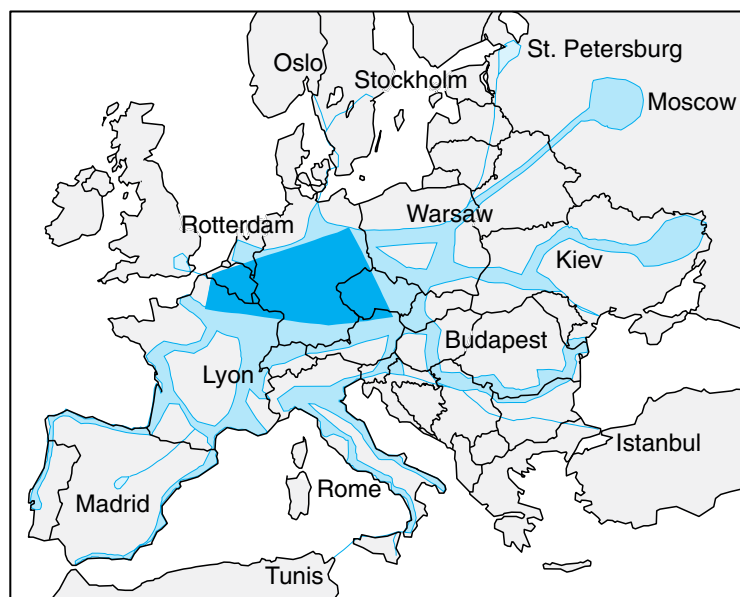 St. Petersburg
Oslo
Stockholm
Moscow
Warsaw
Rotterdam
Kiev
Budapest
Lyon
Istanbul
Rome
Madrid
Tunis